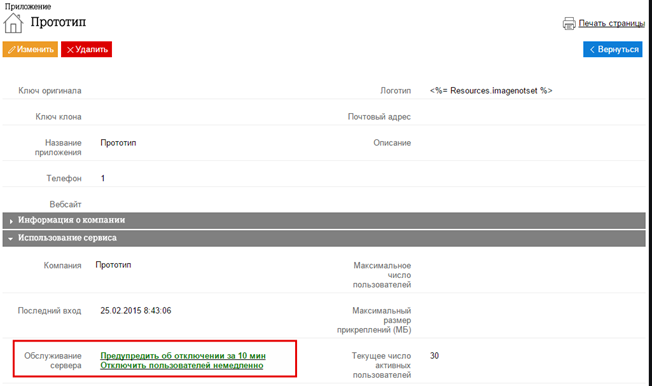 Приложение
Прототип
Печать страницы
Изменить Удалить Вернуться
Ключ оригинала Логотип <%= Resources.imagenotset %>
Ключ клона Почтовый адрес
Название приложения Прототип Описание
Телефон 1
Вебсайт
Информация о компании
Использование сервиса
Компания Прототип Максимальное число пользователей
Последний вход 25.02.2015 8:43:06 Максимальный размер прикреплений (МБ)
Обслуживание сервера Предупредить об отключении за 10 мин
Отключить пользователей немедленно
Текущее число активных пользователей 30